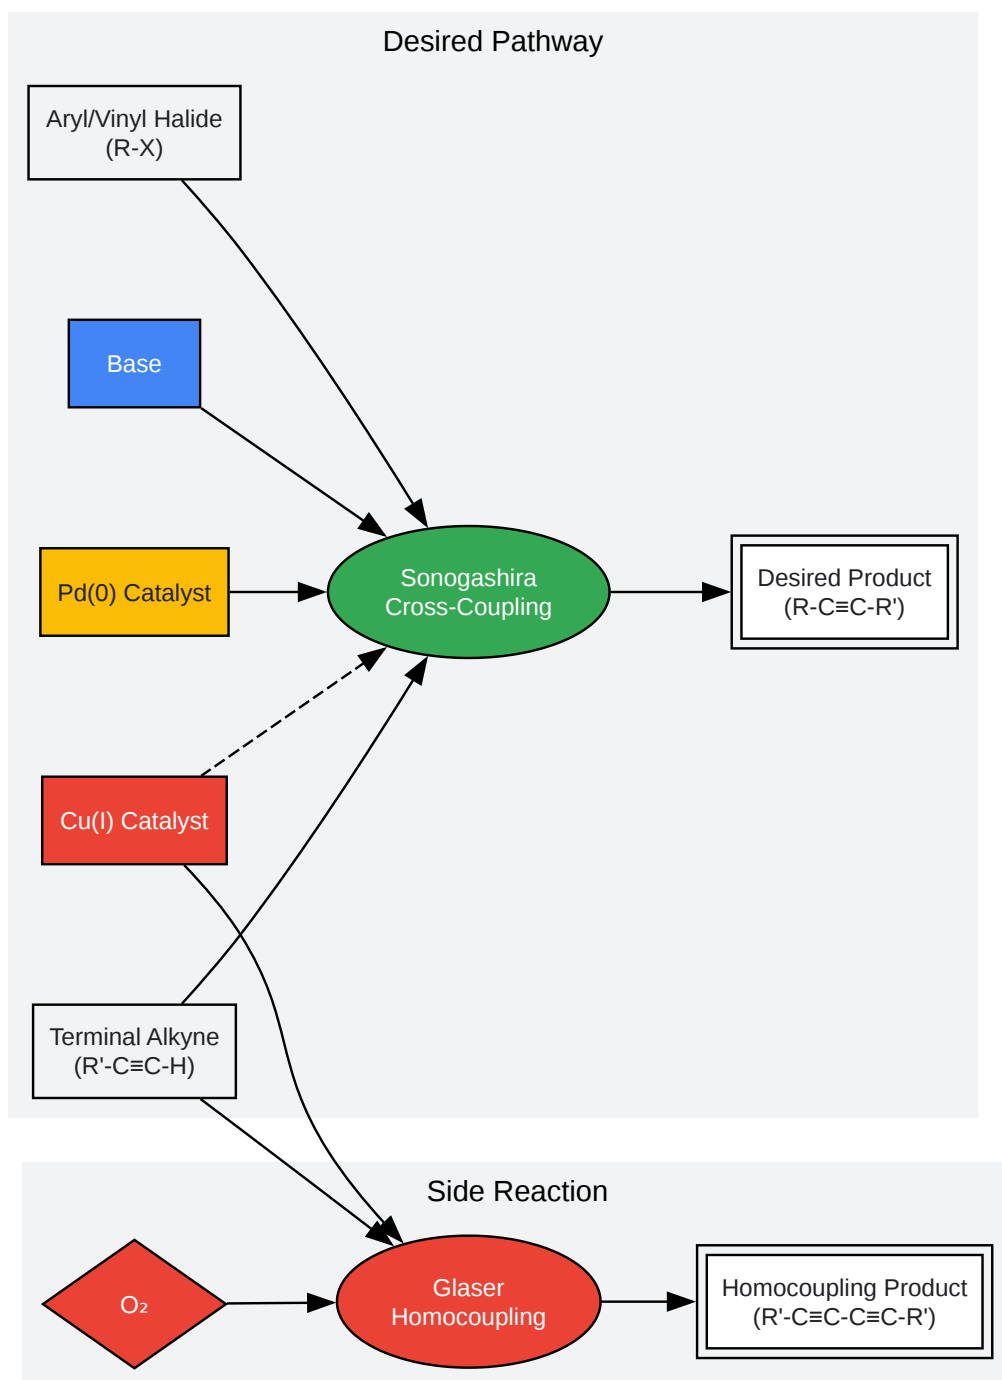 Desired Pathway
Aryl/Vinyl Halide
(R-X)
Base
Pd(0) Catalyst
Sonogashira
Cross-Coupling
Desired Product
(R-C≡C-R')
Cu(I) Catalyst
Terminal Alkyne
(R'-C≡C-H)
Side Reaction
O₂
Glaser
Homocoupling
Homocoupling Product
(R'-C≡C-C≡C-R')